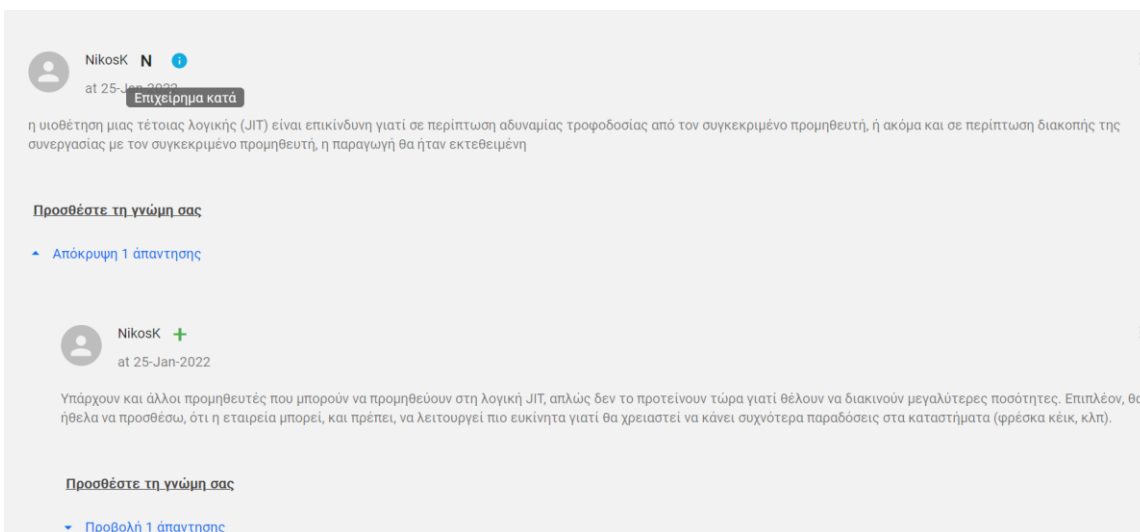 NikosK N i
at 25-Jan-2022
Επιχείρημα κατά
η υιοθέτηση μιας τέτοιας λογικής (JIT) είναι επικίνδυνη γιατί σε περίπτωση αδυναμίας τροφοδοσίας από τον συγκεκριμένο προμηθευτή, ή ακόμα και σε περίπτωση διακοπής της
συνεργασίας με τον συγκεκριμένο προμηθευτή, η παραγωγή θα ήταν εκτεθειμένη
Προσθέστε τη γνώμη σας
Απόκρυψη 1 άπαντησης
NikosK +
at 25-Jan-2022
Υπάρχουν και άλλοι προμηθευτές που μπορούν να προμηθεύουν στη λογική JIT, απλώς δεν το προτείνουν τώρα γιατί θέλουν να διακινούν μεγαλύτερες ποσότητες. Επιπλέον, θα
ήθελα να προσθέσω, ότι η εταιρεία μπορεί, και πρέπει, να λειτουργεί πιο ευκίνητα γιατί θα χρειαστεί να κάνει συχνότερα παραδόσεις στα καταστήματα (φρέσκα κέικ, κλπ).
Προσθέστε τη γνώμη σας
Προβολή 1 άπαντησης